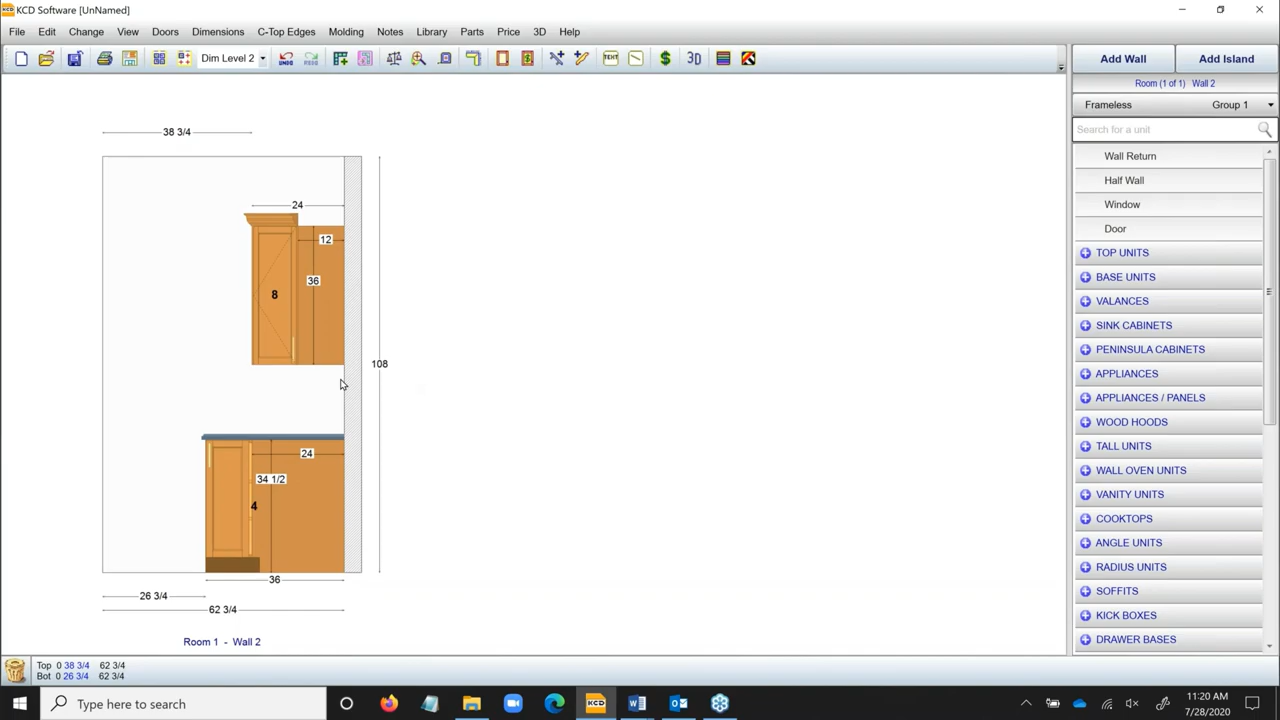 KCD Software [UnNamed]
File Edit Change View Doors Dimensions C-Top Edges Molding Notes Library Parts Price 3D Help
Dim Level 2 UNDO REDO TEXT $ 3D
Add Wall Add Island
Room (1 of 1) Wall 2
Frameless Group 1
Search for a unit
Wall Return
Half Wall
Window
Door
TOP UNITS
BASE UNITS
VALANCES
SINK CABINETS
PENINSULA CABINETS
APPLIANCES
APPLIANCES / PANELS
WOOD HOODS
TALL UNITS
WALL OVEN UNITS
VANITY UNITS
COOKTOPS
ANGLE UNITS
RADIUS UNITS
SOFFITS
KICK BOXES
DRAWER BASES
38 3/4
24
12
36
8
108
24
34 1/2
4
36
26 3/4
62 3/4
Room 1 - Wall 2
Top 0 38 3/4 62 3/4
Bot 0 26 3/4 62 3/4
Type here to search
KCD
11:20 AM
7/28/2020